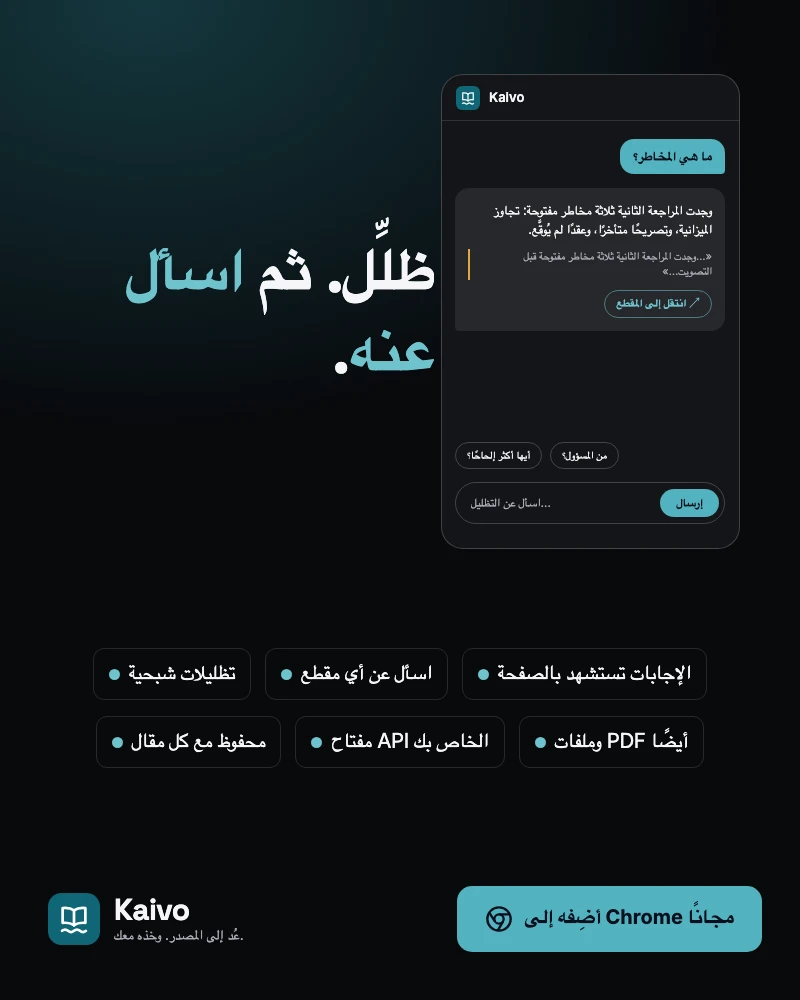 Kaivo
ما هي المخاطر؟
وجدت المراجعة الثانية ثلاثة مخاطر مفتوحة: تجاوز
الميزانية، وتصريحًا متأخرًا، وعقدًا لم يُوقَّع.
«...وجدت المراجعة الثانية ثلاثة مخاطر مفتوحة قبل
التصويت...»
↗ انتقل إلى المقطع
من المسؤول؟
أيها أكثر إلحاحًا؟
إرسال
اسأل عن التظليل...
ظلِّل. ثم اسأل
عنه.
الإجابات تستشهد بالصفحة
اسأل عن أي مقطع
تظليلات شبحية
أيضًا PDF وملفات
الخاص بك API مفتاح
محفوظ مع كل مقال
مجانًا Chrome أضِفه إلى
Kaivo
عُد إلى المصدر. وخذه معك.